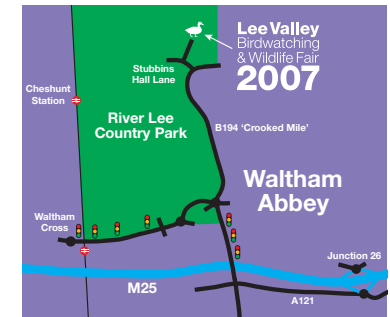 Lee Valley
Birdwatching
& Wildlife Fair
2007
Stubbins
Hall Lane
Cheshunt
Station
River Lee
Country Park
B194 ‘Crooked Mile’
Waltham
Abbey
Waltham
Cross
Junction 26
M25
A121